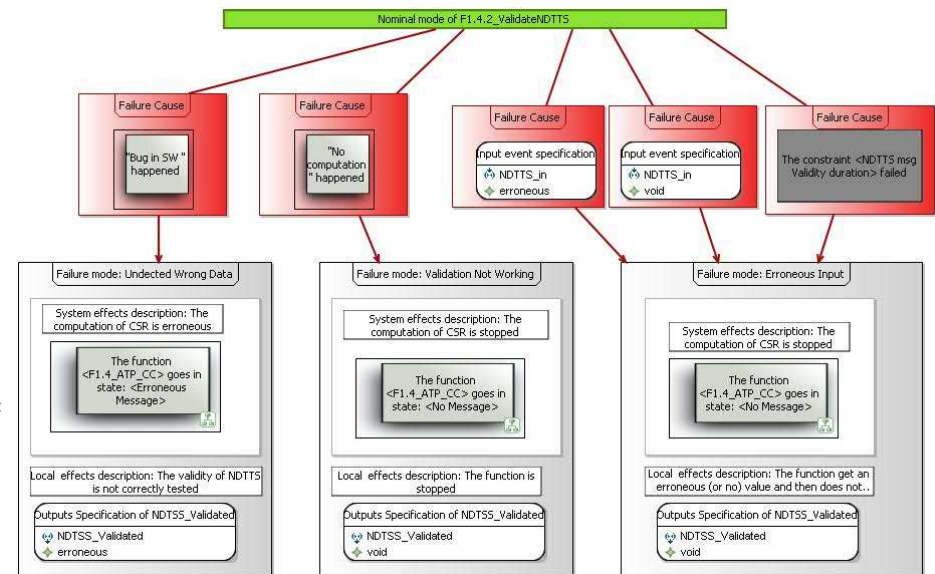 Nominal mode of F1.4.2_ValidateNDTTS
Failure Cause
"Bug in SW "
happened
Failure Cause
"No
computation
" happened
Failure Cause
Input event specification
NDTTS_in
erroneous
Failure Cause
Input event specification
NDTTS_in
void
Failure Cause
The constraint <NDTTS msg
Validity duration> failed
Failure mode: Undected Wrong Data
System effects description: The
computation of CSR is erroneous
The function
<F1.4_ATP_CC> goes in
state: <Erroneous
Message>
Local effects description: The validity of NDTTS
is not correctly tested
Outputs Specification of NDTSS_Validated
NDTSS_Validated
erroneous
Failure mode: Validation Not Working
System effects description: The
computation of CSR is stopped
The function
<F1.4_ATP_CC> goes in
state: <No Message>
Local effects description: The function is
stopped
Outputs Specification of NDTSS_Validated
NDTSS_Validated
void
Failure mode: Erroneous Input
System effects description: The
computation of CSR is stopped
The function
<F1.4_ATP_CC> goes in
state: <No Message>
Local effects description: The function get an
erroneous (or no) value and then does not..
Outputs Specification of NDTSS_Validated
NDTSS_Validated
void